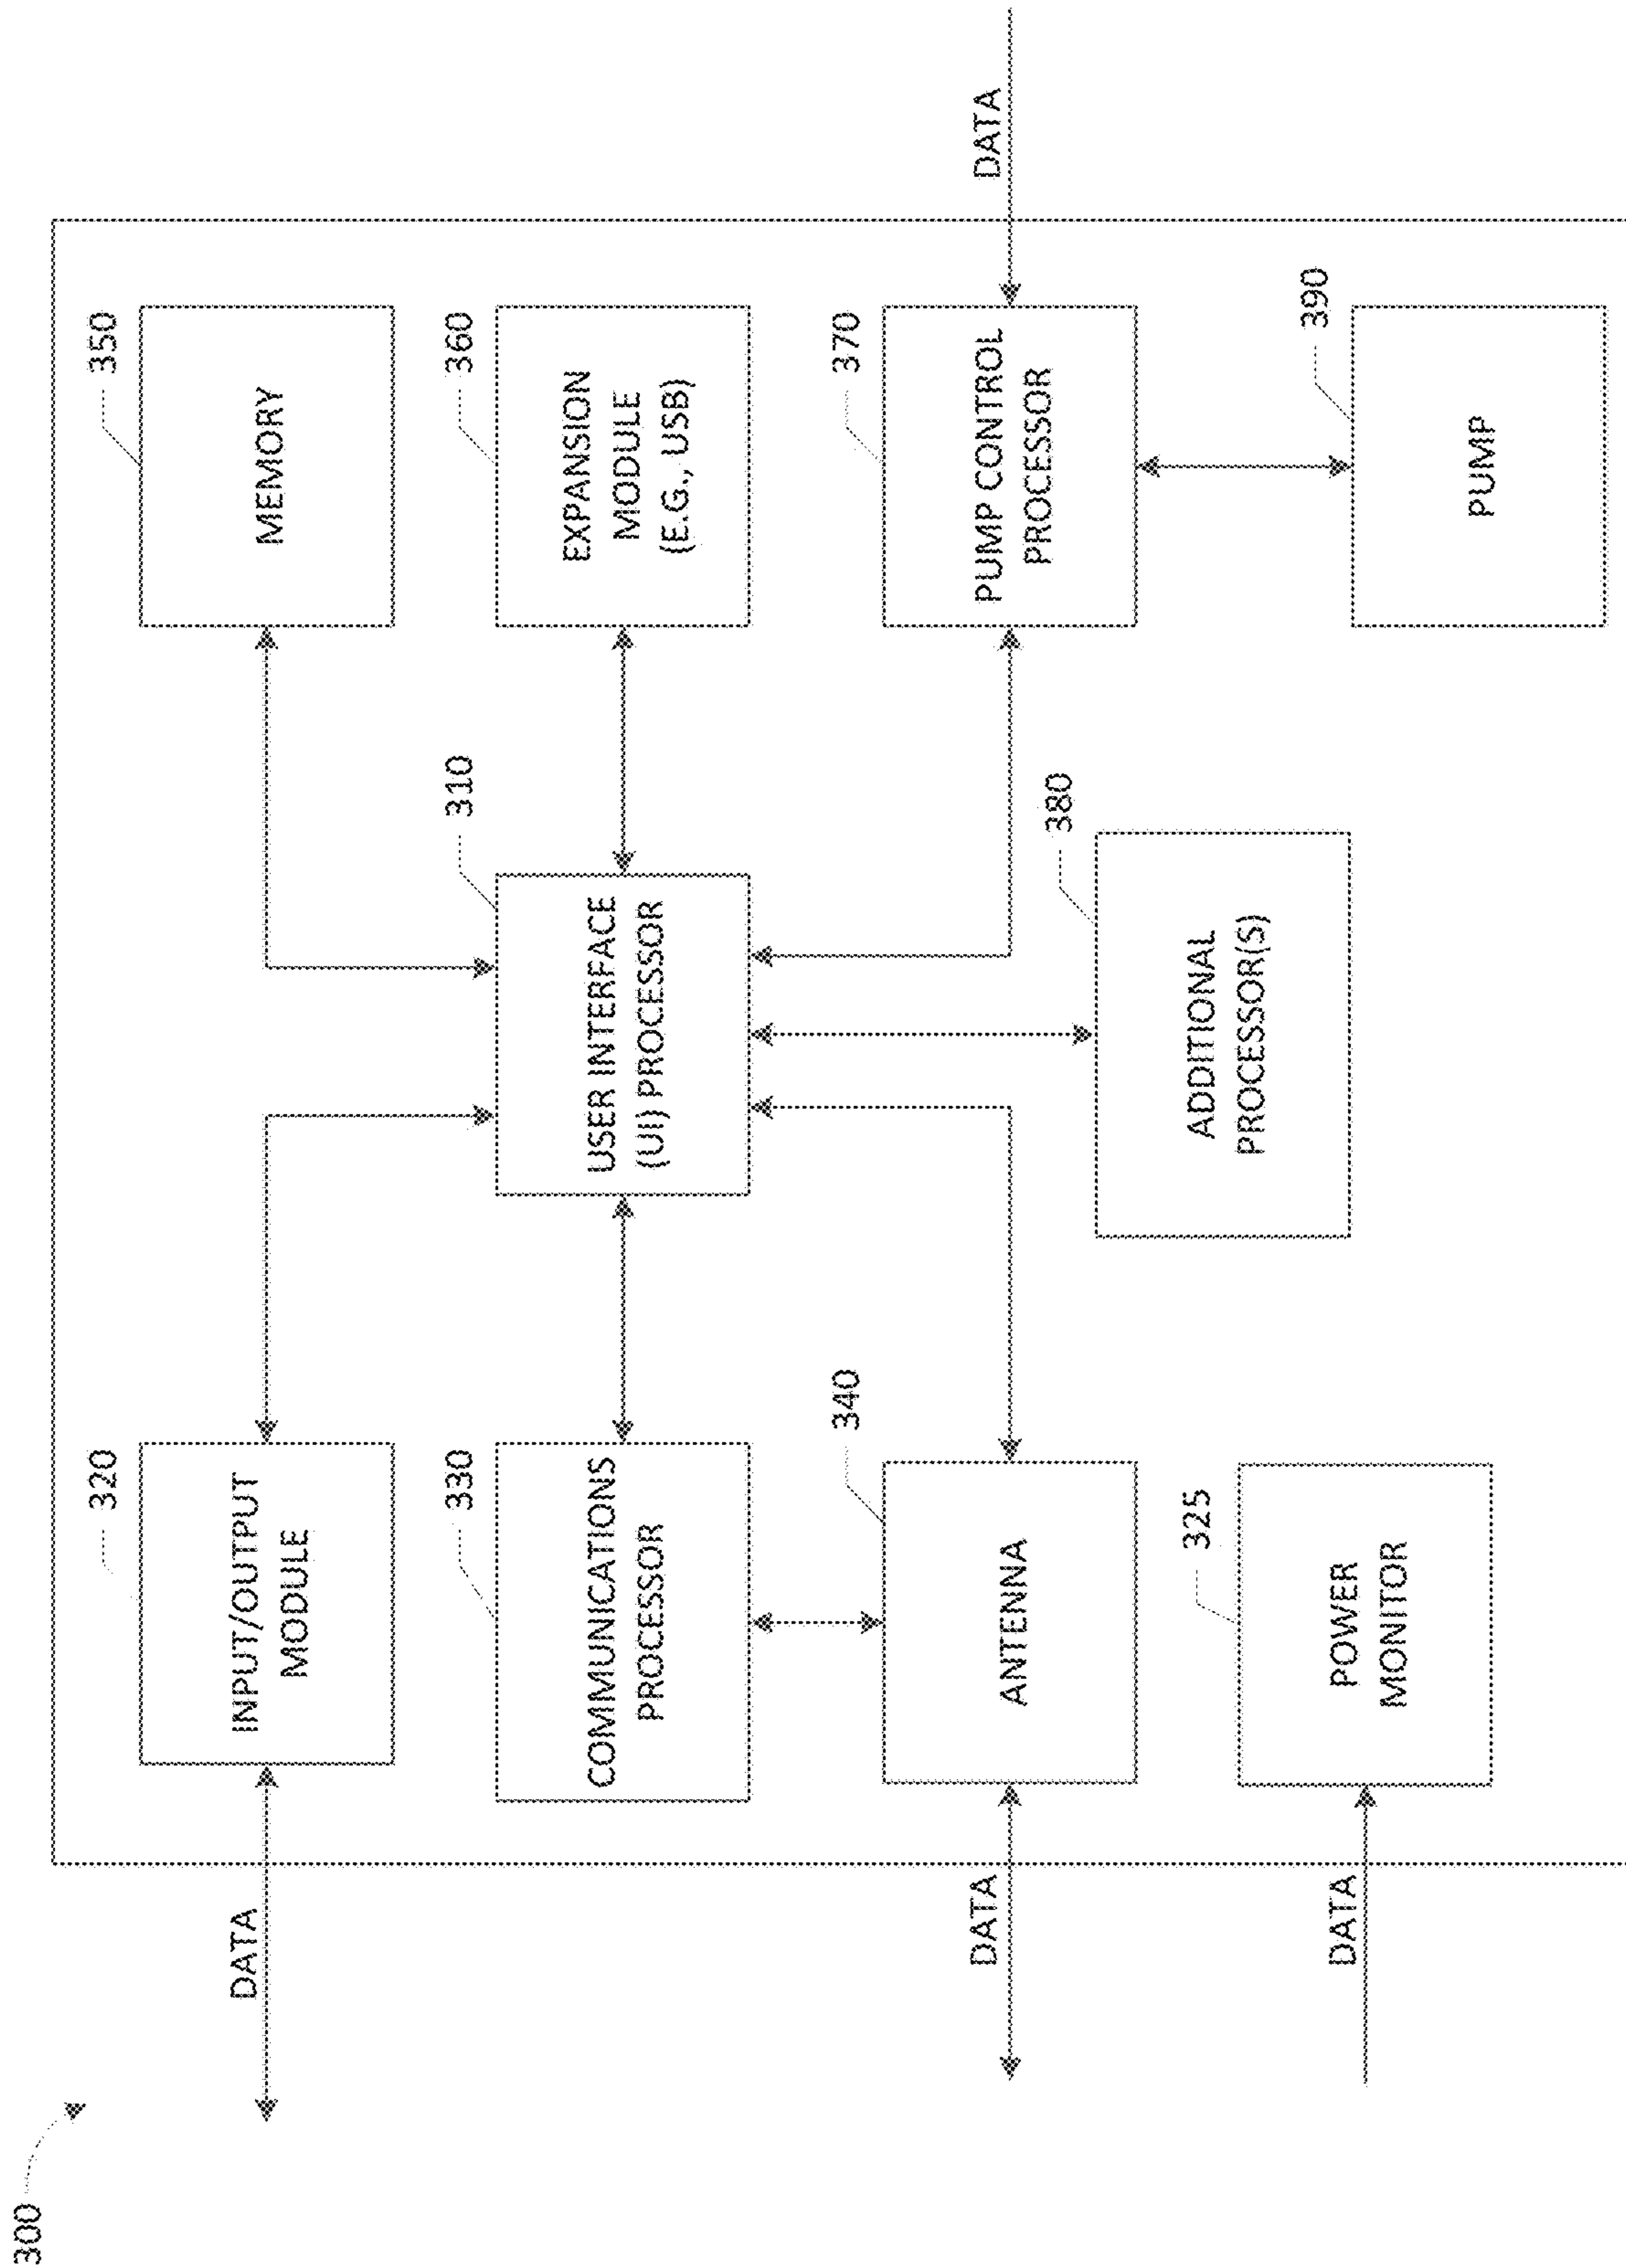 300
DATA
320
INPUT/OUTPUT
MODULE
350
MEMORY
310
USER INTERFACE
(UI) PROCESSOR
330
COMMUNICATIONS
PROCESSOR
360
EXPANSION
MODULE
(E.G., USB)
DATA
340
ANTENNA
370
PUMP CONTROL
PROCESSOR
DATA
380
ADDITIONAL
PROCESSOR(S)
DATA
325
POWER
MONITOR
390
PUMP